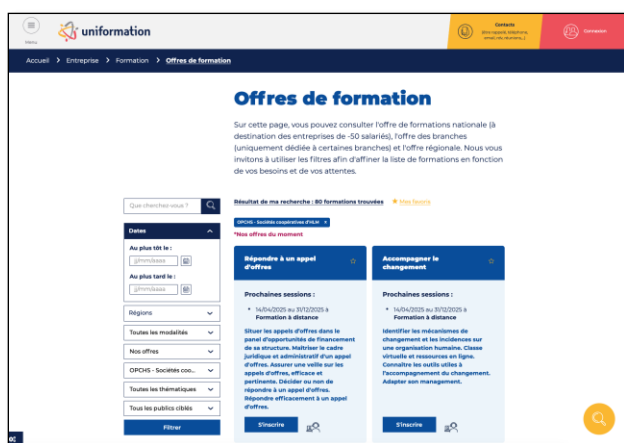 Menu
uniformation
Contacts
(être rappelé, téléphone,
email, rdv, réunions,..)
Connexion
Accueil > Entreprise > Formation > Offres de formation
Offres de formation
Sur cette page, vous pouvez consulter l'offre de formations nationale (à
destination des entreprises de -50 salariés), l'offre des branches
(uniquement dédiée à certaines branches) et l'offre régionale. Nous vous
invitons à utiliser les filtres afin d'affiner la liste de formations en fonction
de vos besoins et de vos attentes.
Que cherchez-vous ?
Résultat de ma recherche : 80 formations trouvées
Mes favoris
OPCHS - Sociétés coopératives d'HLM ×
*Nos offres du moment
Dates
Au plus tôt le :
jj/mm/aaaa
Au plus tard le :
jj/mm/aaaa
Régions
Toutes les modalités
Nos offres
OPCHS - Sociétés coo...
Toutes les thématiques
Tous les publics ciblés
Filtrer
Répondre à un appel
d'offres
Prochaines sessions :
• 14/04/2025 au 31/12/2025 à
Formation à distance
Situer les appels d'offres dans le
panel d'opportunités de financement
de sa structure. Maîtriser le cadre
juridique et administratif d'un appel
d'offres. Assurer une veille sur les
appels d'offres, efficace et
pertinente. Décider ou non de
répondre à un appel d'offres.
Répondre efficacement à un appel
d'offres.
S'inscrire
Accompagner le
changement
Prochaines sessions :
• 14/04/2025 au 31/12/2025 à
Formation à distance
Identifier les mécanismes de
changement et les incidences sur
une organisation humaine. Classe
virtuelle et ressources en ligne.
Connaître les outils utiles à
l'accompagnement du changement.
Adapter son management.
S'inscrire